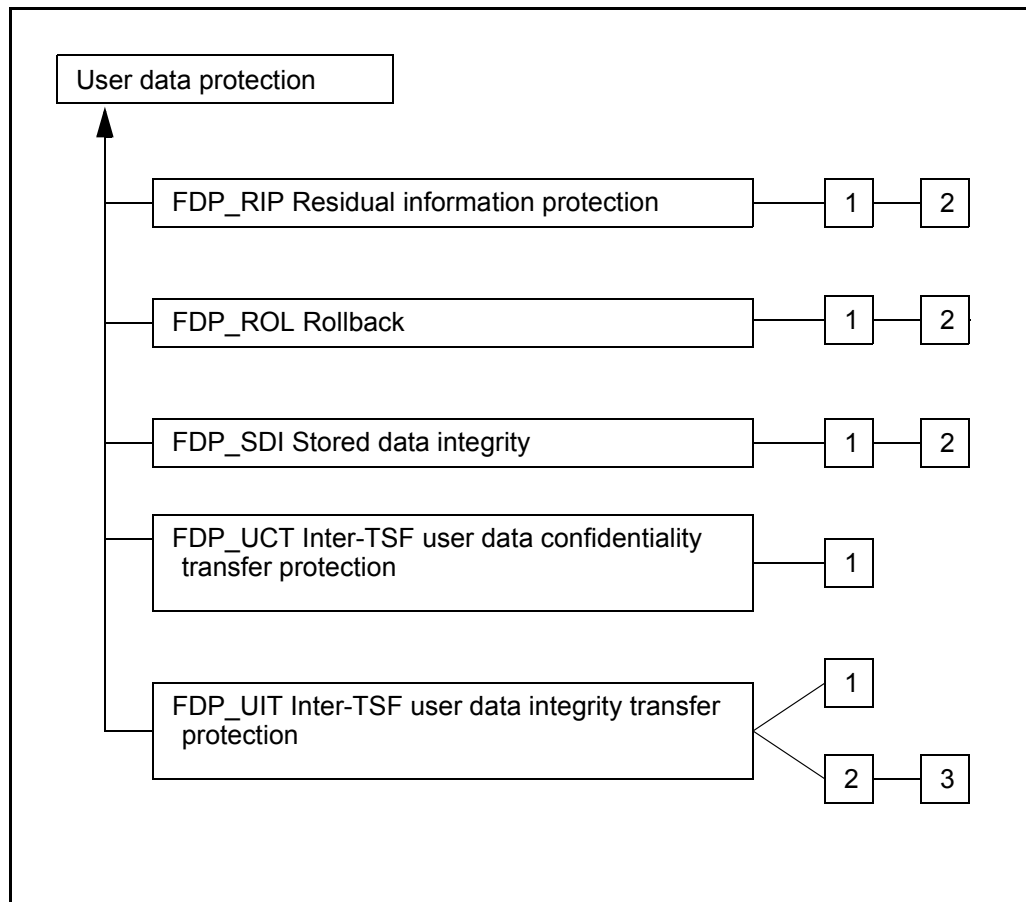 User data protection
FDP_RIP Residual information protection
1
2
FDP_ROL Rollback
1
2
FDP_SDI Stored data integrity
1
2
FDP_UCT Inter-TSF user data confidentiality
transfer protection
1
FDP_UIT Inter-TSF user data integrity transfer
protection
1
2
3